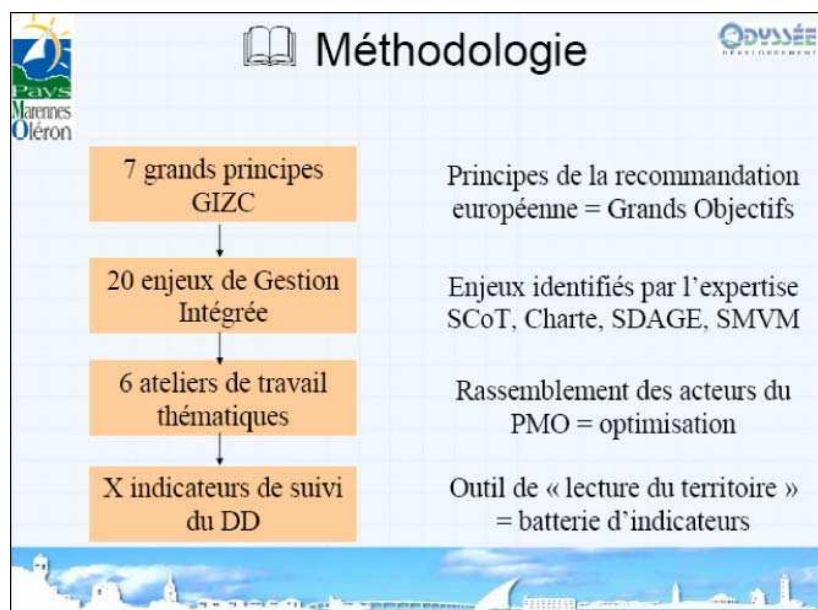 Méthodologie
Pays
Marennes
Oléron
ODYSSÉE
DÉVELOPPEMENT
7 grands principes
GIZC
Principes de la recommandation
européenne = Grands Objectifs
20 enjeux de Gestion
Intégrée
Enjeux identifiés par l'expertise
SCoT, Charte, SDAGE, SMVM
6 ateliers de travail
thématiques
Rassemblement des acteurs du
PMO = optimisation
X indicateurs de suivi
du DD
Outil de « lecture du territoire »
= batterie d'indicateurs